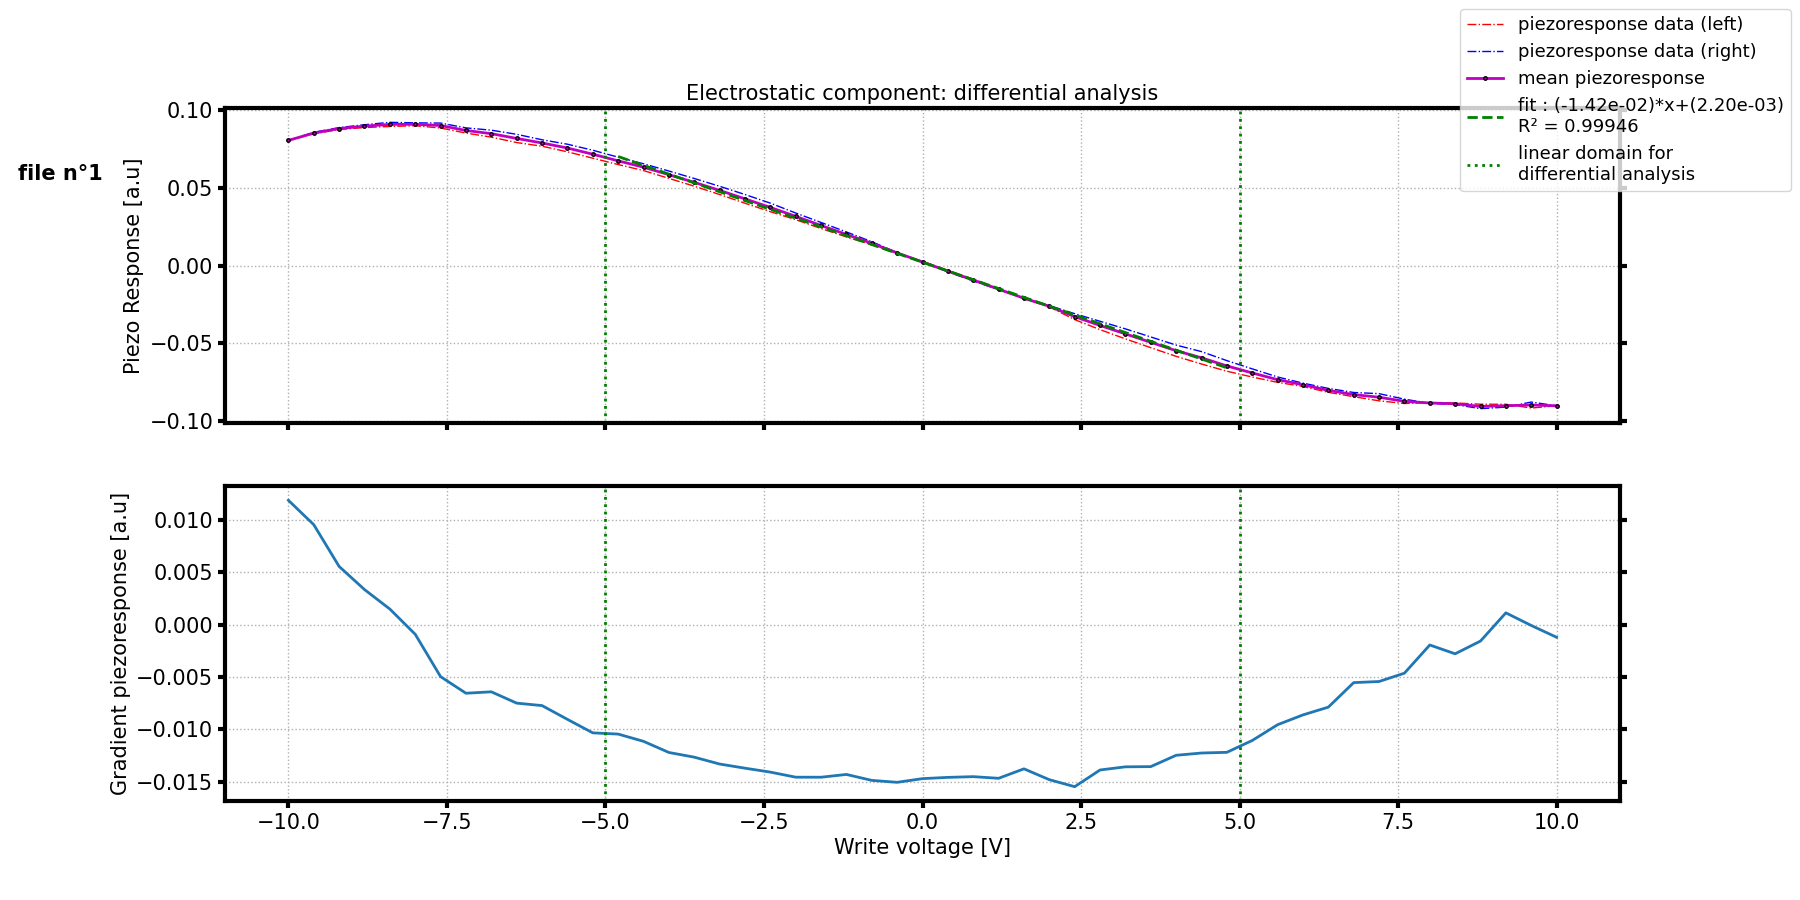 piezoresponse data (left)
piezoresponse data (right)
mean piezoresponse
fit : (-1.42e-02)*x+(2.20e-03)
R² = 0.99946
linear domain for
differential analysis
Electrostatic component: differential analysis
file n°1
Piezo Response [a.u]
0.10
0.05
0.00
−0.05
−0.10
Gradient piezoresponse [a.u]
0.010
0.005
0.000
−0.005
−0.010
−0.015
−10.0 −7.5 −5.0 −2.5 0.0 2.5 5.0 7.5 10.0
Write voltage [V]